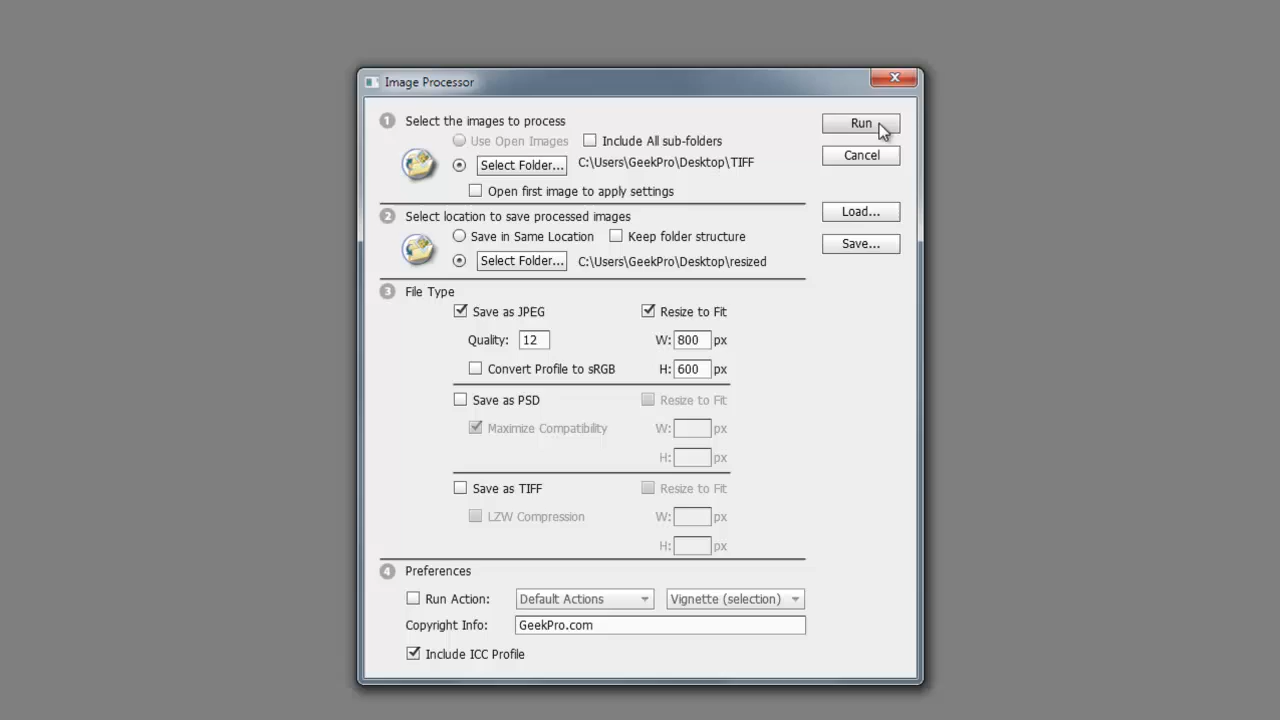 Image Processor
1 Select the images to process
Run
Use Open Images Include All sub-folders
Cancel
Select Folder... C:\Users\GeekPro\Desktop\TIFF
Open first image to apply settings
Load...
2 Select location to save processed images
Save in Same Location Keep folder structure
Save...
Select Folder... C:\Users\GeekPro\Desktop\resized
3 File Type
Save as JPEG Resize to Fit
Quality: 12 W: 800 px
Convert Profile to sRGB H: 600 px
Save as PSD Resize to Fit
Maximize Compatibility W: px
H: px
Save as TIFF Resize to Fit
LZW Compression W: px
H: px
4 Preferences
Run Action: Default Actions Vignette (selection)
Copyright Info: GeekPro.com
Include ICC Profile